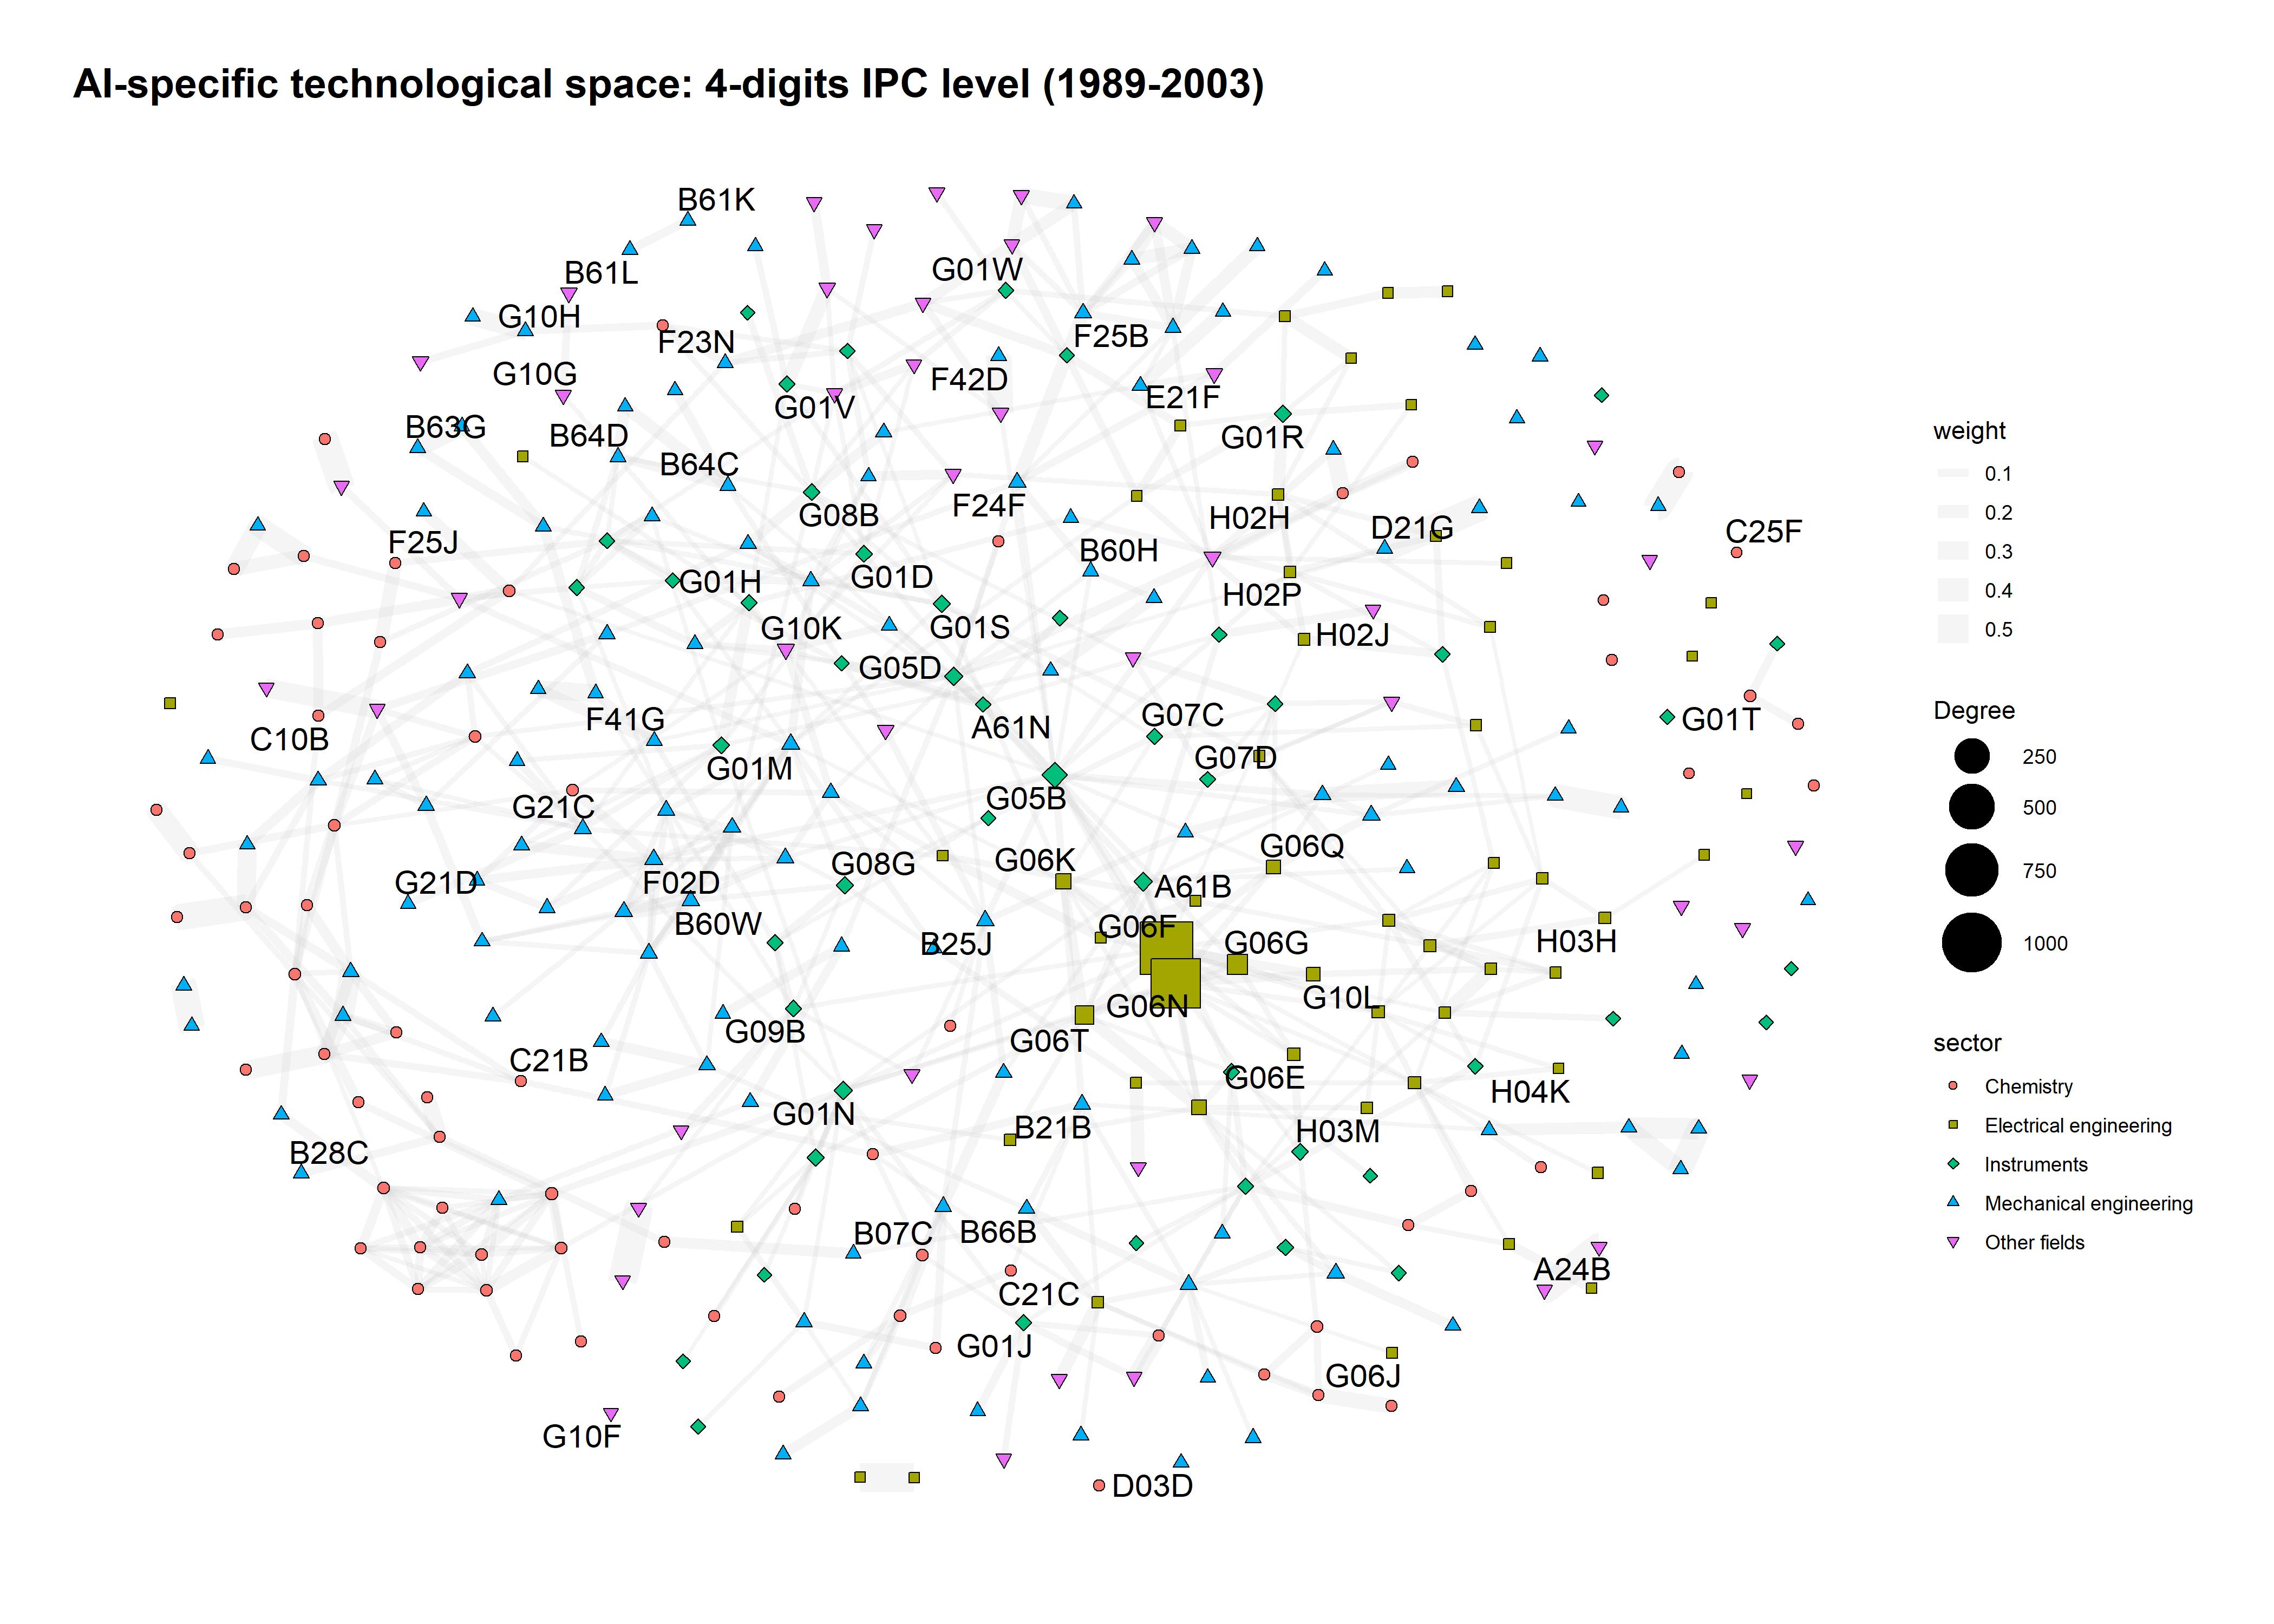 AI-specific technological space: 4-digits IPC level (1989-2003)
B61K
B61L
G01W
G10H
F23N
F25B
G10G
F42D
E21F
G01V
B63G
B64D
G01R
B64C
G08B
F24F
H02H
D21G
C25F
F25J
B60H
G01H
G01D
H02P
G10K
G01S
H02J
G05D
F41G
A61N
G07C
G01T
C10B
G01M
G07D
G21C
G05B
G06Q
G08G
G06K
G21D
F02D
A61B
B60W
G06F
B25J
G06G
H03H
G10L
G06N
G09B
G06T
C21B
G06E
H04K
G01N
B21B
H03M
B28C
B07C
B66B
A24B
C21C
G01J
G06J
G10F
D03D
weight
0.1
0.2
0.3
0.4
0.5
Degree
250
500
750
1000
sector
Chemistry
Electrical engineering
Instruments
Mechanical engineering
Other fields